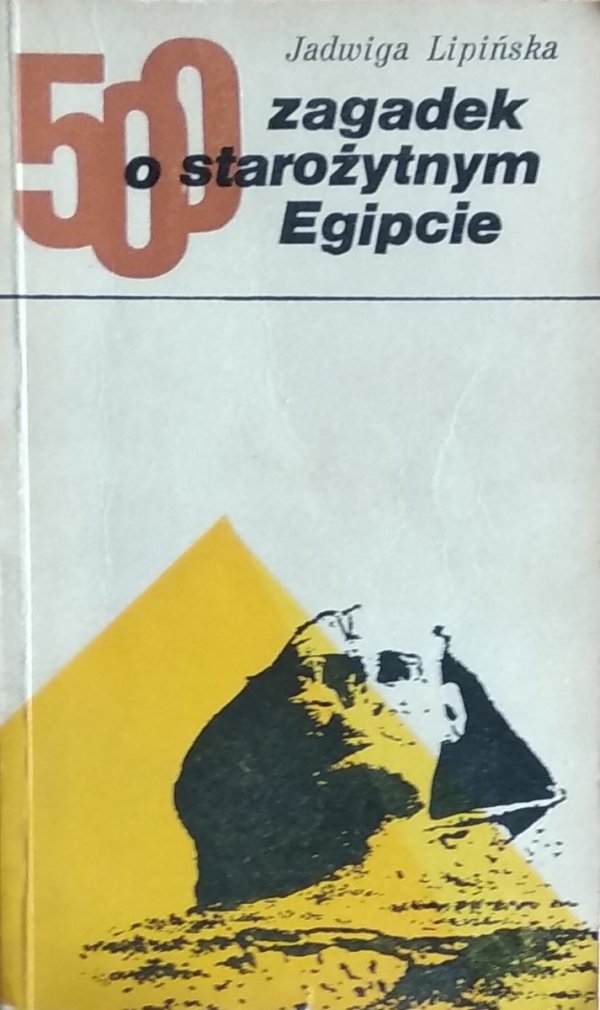 Jadwiga Lipińska
500 zagadek
o starożytnym
Egipcie